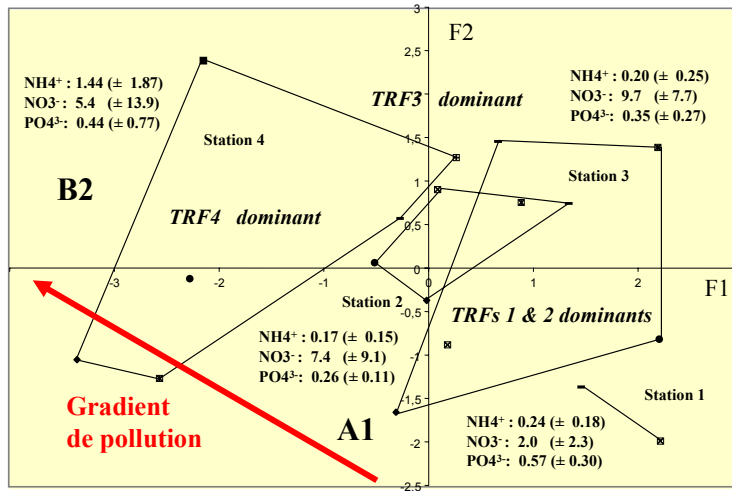 3
F2
2,5
2
1,5
1
0,5
0
-0,5
-1
-1,5
-2
-2,5
-3
-2
-1
0
1
2
F1
NH4+ : 1.44 (± 1.87)
NO3- : 5.4 (± 13.9)
PO4³-: 0.44 (± 0.77)
Station 4
B2
TRF3 dominant
TRF4 dominant
NH4+ : 0.20 (± 0.25)
NO3- : 9.7 (± 7.7)
PO4³-: 0.35 (± 0.27)
Station 3
Station 2
NH4+ : 0.17 (± 0.15)
NO3-: 7.4 (± 9.1)
PO4³-: 0.26 (± 0.11)
TRFs 1 & 2 dominants
Gradient
de pollution
A1
Station 1
NH4+ : 0.24 (± 0.18)
NO3-: 2.0 (± 2.3)
PO4³-: 0.57 (± 0.30)